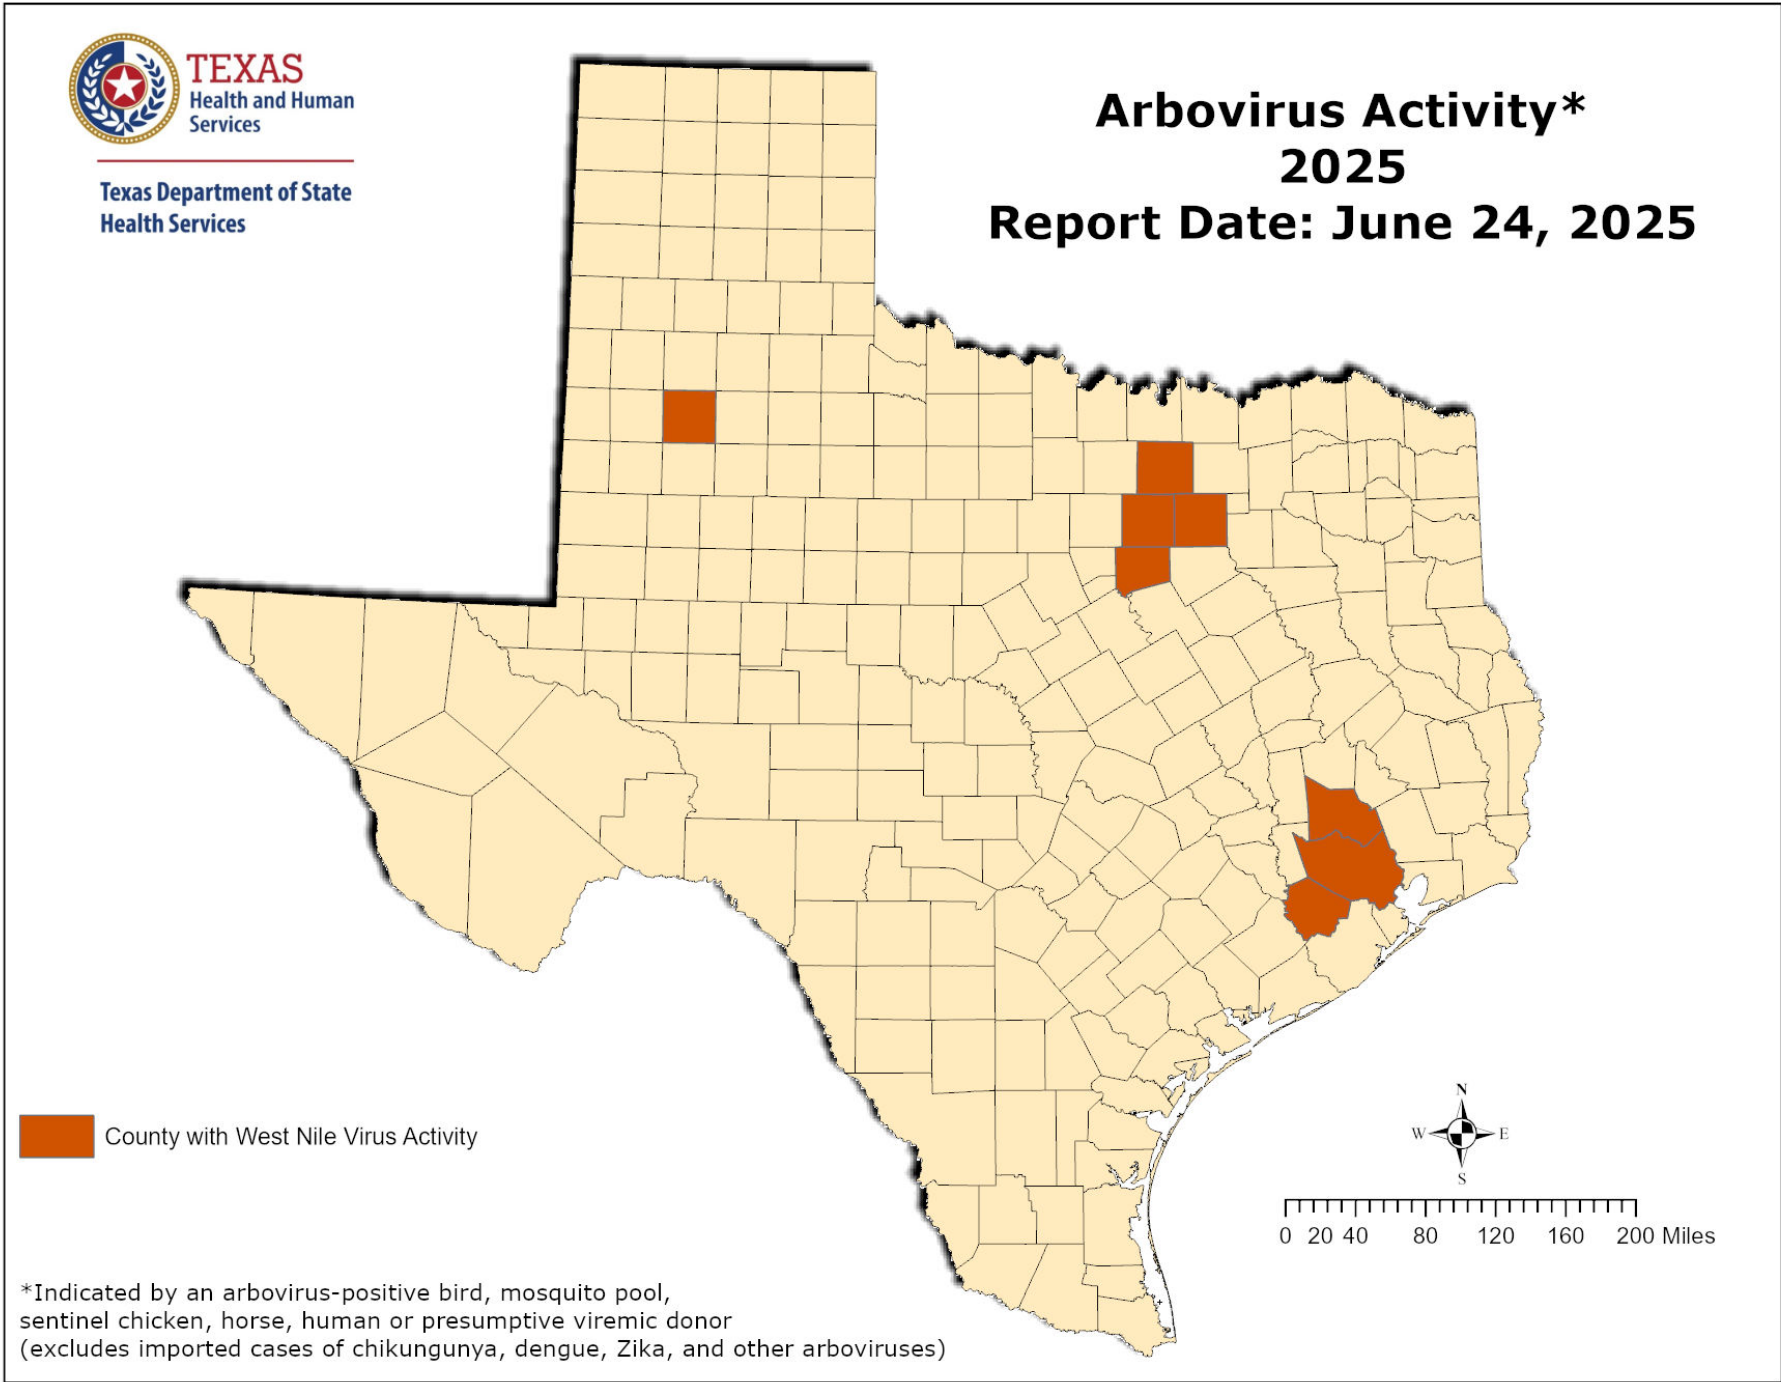 TEXAS
Health and Human
Services
Texas Department of State
Health Services
Arbovirus Activity*
2025
Report Date: June 24, 2025
County with West Nile Virus Activity
N
W E
S
0 20 40 80 120 160 200 Miles
*Indicated by an arbovirus-positive bird, mosquito pool,
sentinel chicken, horse, human or presumptive viremic donor
(excludes imported cases of chikungunya, dengue, Zika, and other arboviruses)